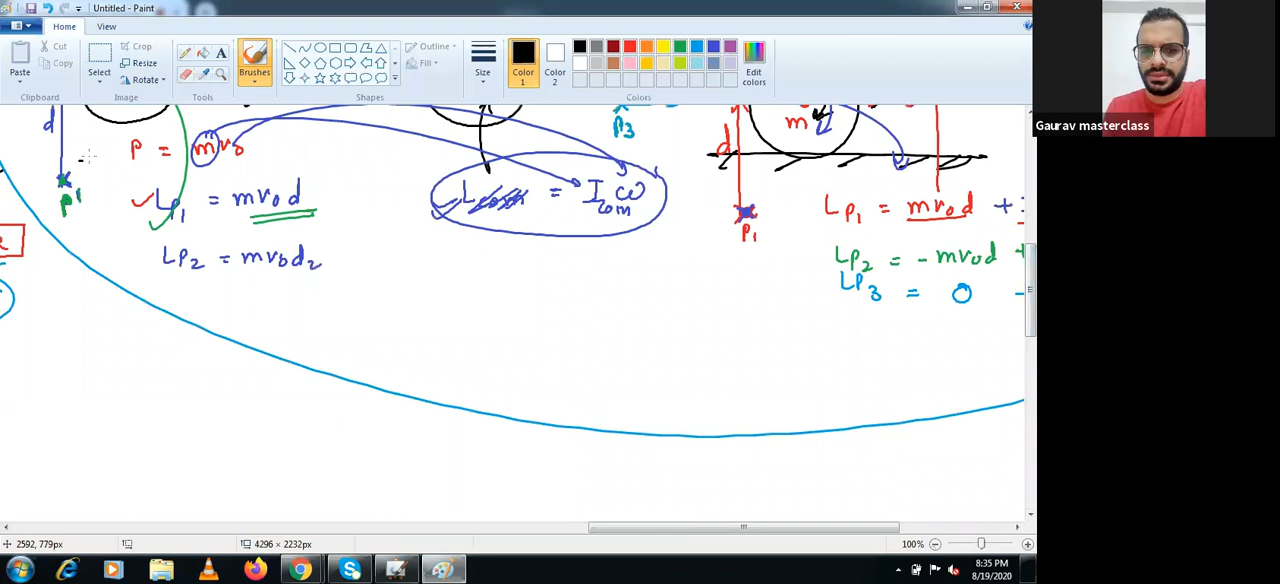 Untitled - Paint
Home View
Paste
Cut
Copy
Clipboard
Select
Crop
Resize
Rotate
Image
A
Tools
Brushes
Outline
Fill
Shapes
Size
Color 1
Color 2
Edit colors
Colors
Gaurav masterclass
d
P1
P = mv0
LP1 = mv0d
LP2 = mv0d2
L = Icom ω
P3
m
d
P1
LP1 = mv0d +
LP2 = - mv0d +
LP3 = 0 -
2592, 779px
4296 × 2232px
100%
8:35 PM
8/19/2020